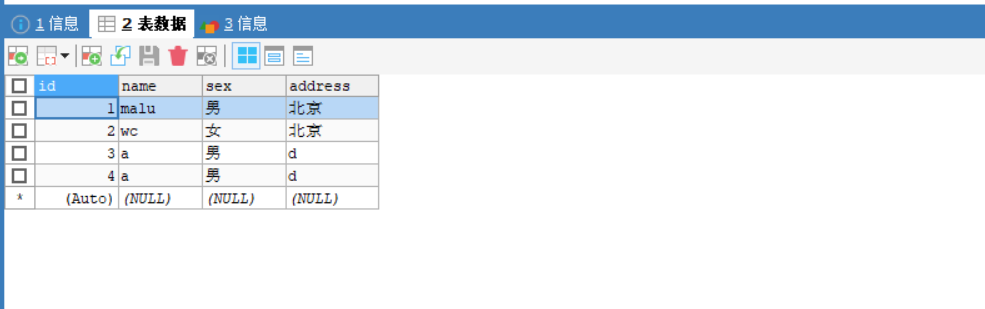 1 信息 2 表数据 3 信息
id name sex address
1 malu 男 北京
2 wc 女 北京
3 a 男 d
4 a 男 d
* (Auto) (NULL) (NULL) (NULL)